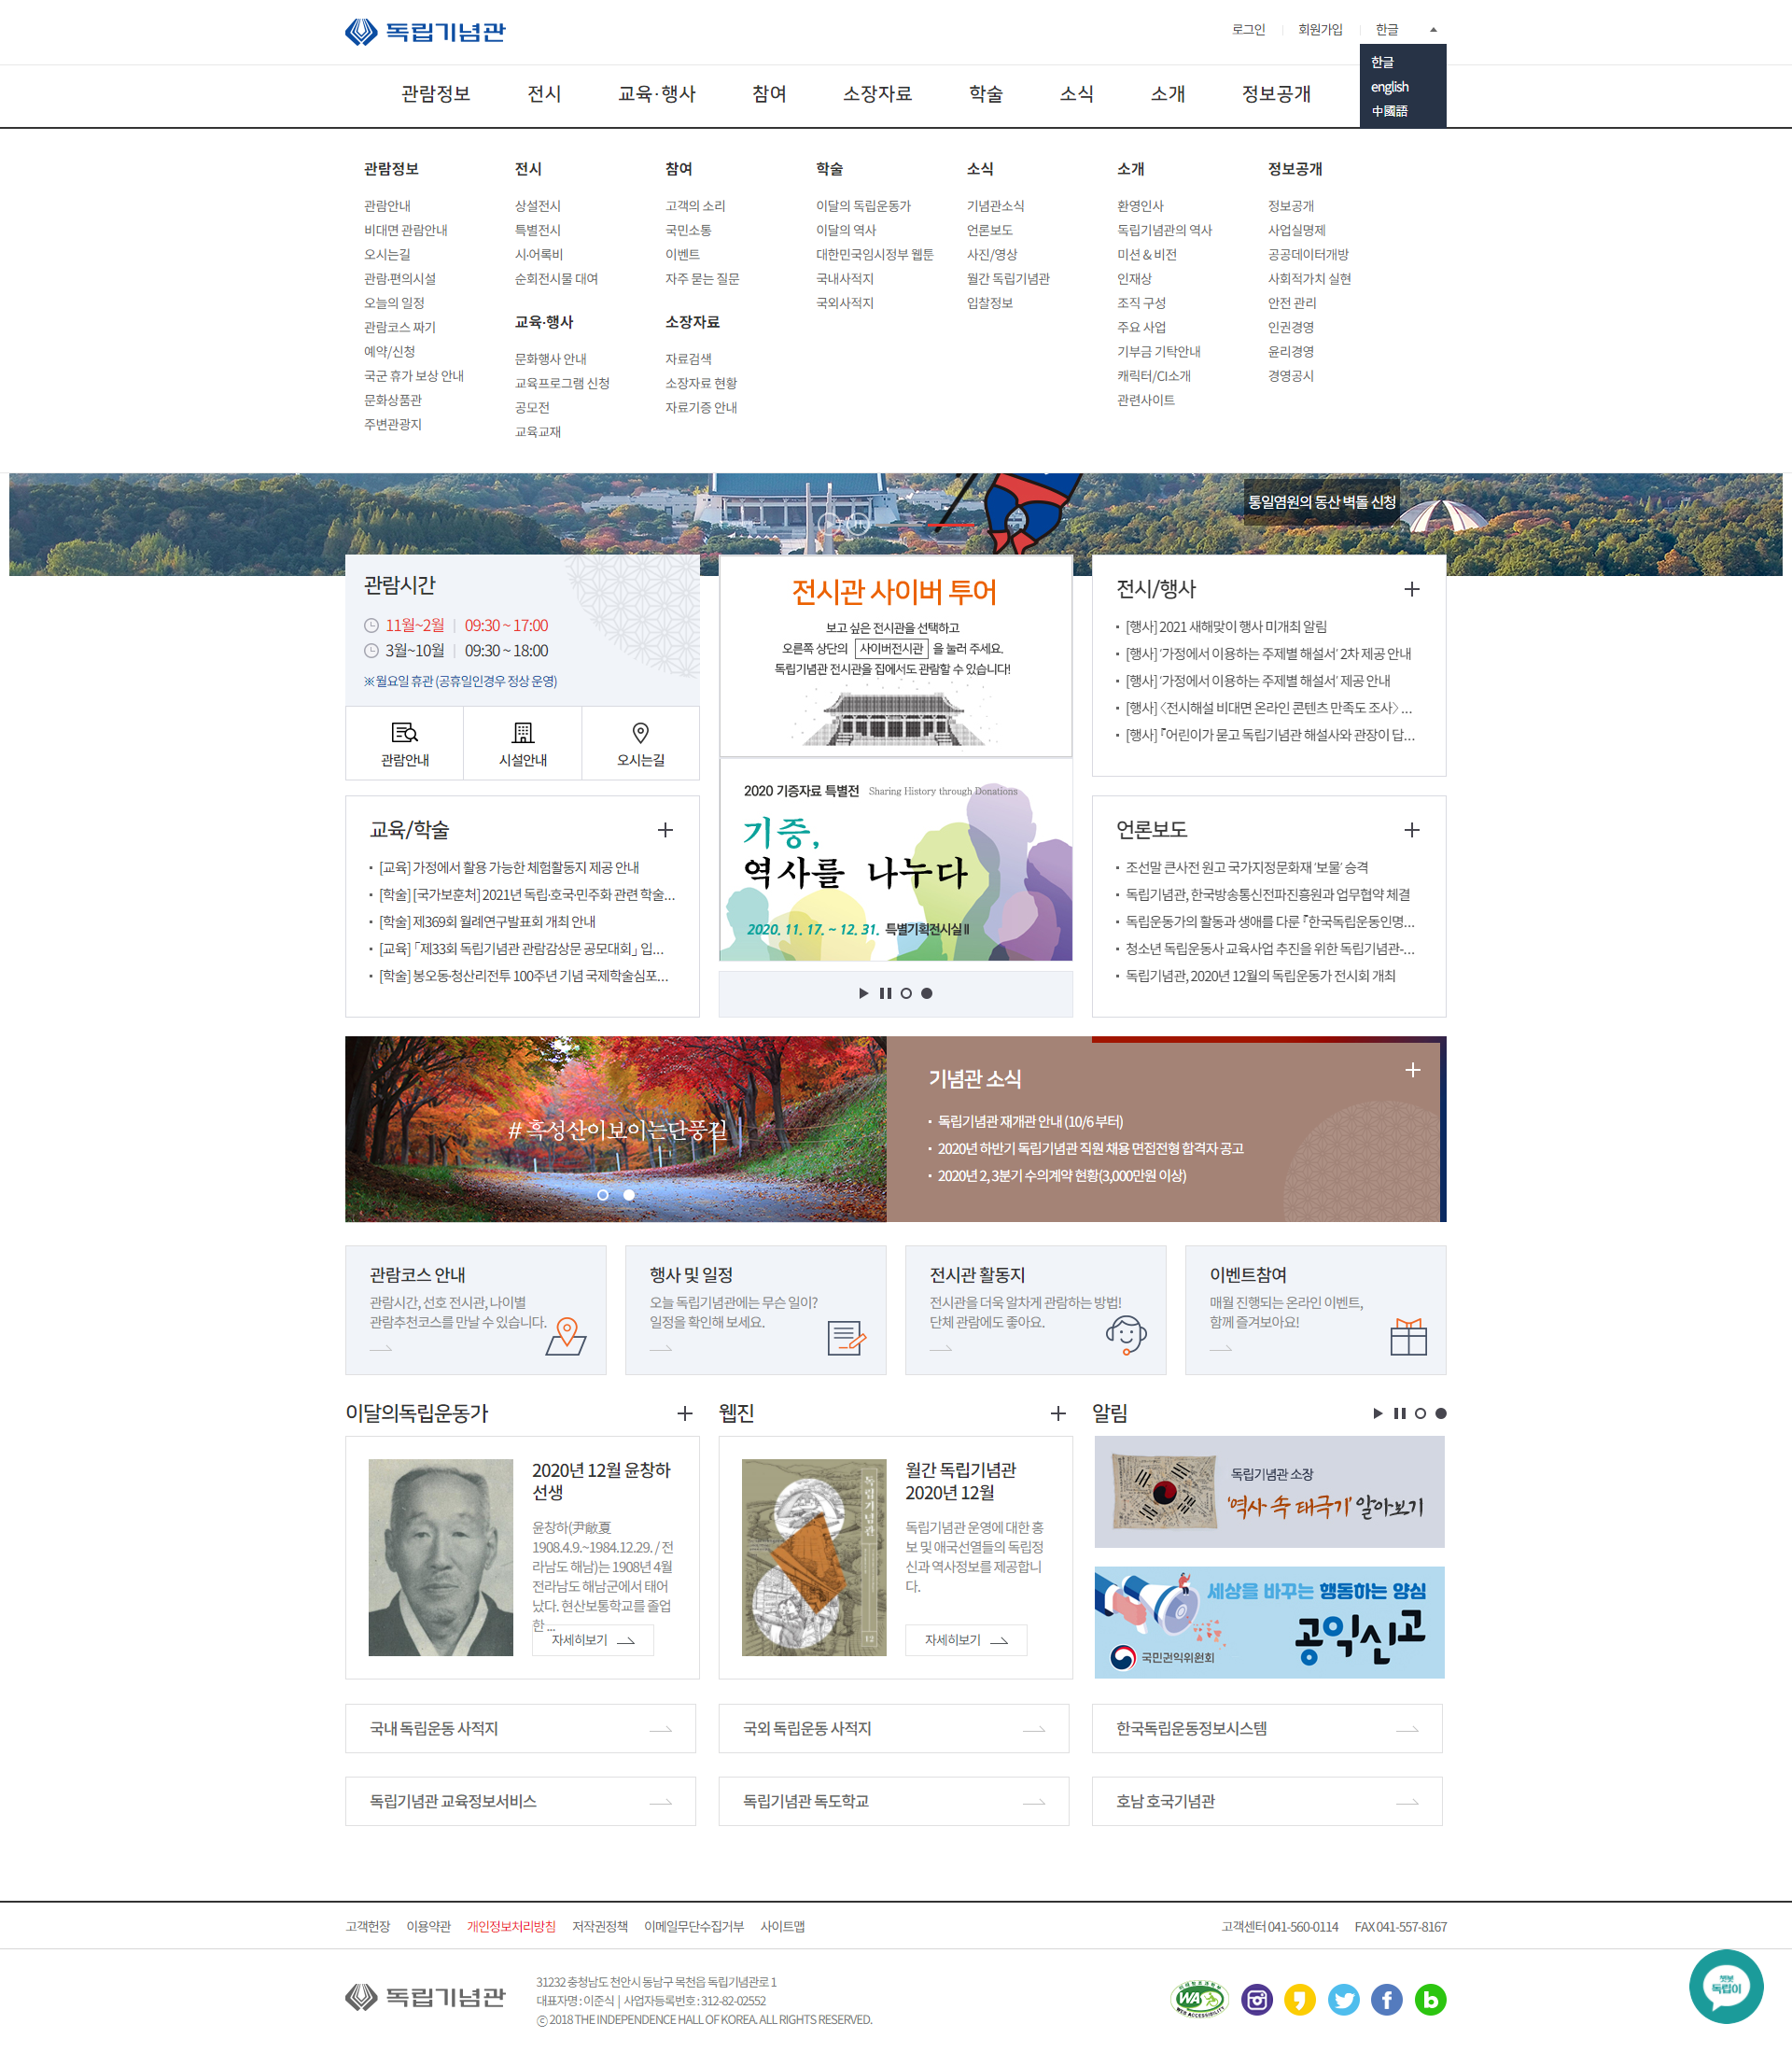 독립기념관
로그인
회원가입
한글
한글
english
中國語
관람정보
전시
교육·행사
참여
소장자료
학술
소식
소개
정보공개
관람정보
관람안내
비대면 관람안내
오시는길
관람·편의시설
오늘의 일정
관람코스 짜기
예약/신청
국군 휴가 보상 안내
문화상품관
주변관광지
전시
상설전시
특별전시
시·어록비
순회전시물 대여
교육·행사
문화행사 안내
교육프로그램 신청
공모전
교육교재
참여
고객의 소리
국민소통
이벤트
자주 묻는 질문
소장자료
자료검색
소장자료 현황
자료기증 안내
학술
이달의 독립운동가
이달의 역사
대한민국임시정부 웹툰
국내사적지
국외사적지
소식
기념관소식
언론보도
사진/영상
월간 독립기념관
입찰정보
소개
환영인사
독립기념관의 역사
미션 & 비전
인재상
조직 구성
주요 사업
기부금 기탁안내
캐릭터/CI소개
관련사이트
정보공개
정보공개
사업실명제
공공데이터개방
사회적가치 실현
안전 관리
인권경영
윤리경영
경영공시
통일염원의 동산 벽돌 신청
관람시간
11월~2월 | 09:30 ~ 17:00
3월~10월 | 09:30 ~ 18:00
※ 월요일 휴관 (공휴일인경우 정상 운영)
관람안내
시설안내
오시는길
전시관 사이버 투어
보고 싶은 전시관을 선택하고
오른쪽 상단의 사이버전시관 을 눌러 주세요.
독립기념관 전시관을 집에서도 관람할 수 있습니다!
전시/행사
[행사] 2021 새해맞이 행사 미개최 알림
[행사] '가정에서 이용하는 주제별 해설서' 2차 제공 안내
[행사] '가정에서 이용하는 주제별 해설서' 제공 안내
[행사] 〈전시해설 비대면 온라인 콘텐츠 만족도 조사〉 ...
[행사] 『어린이가 묻고 독립기념관 해설사와 관장이 답...
교육/학술
[교육] 가정에서 활용 가능한 체험활동지 제공 안내
[학술] [국가보훈처] 2021년 독립·호국·민주화 관련 학술...
[학술] 제369회 월례연구발표회 개최 안내
[교육] 「제33회 독립기념관 관람감상문 공모대회」 입...
[학술] 봉오동·청산리전투 100주년 기념 국제학술심포...
2020 기증자료 특별전 Sharing History through Donations
기증,
역사를 나누다
2020. 11. 17. ~ 12. 31. 특별기획전시실Ⅱ
언론보도
조선말 큰사전 원고 국가지정문화재 '보물' 승격
독립기념관, 한국방송통신전파진흥원과 업무협약 체결
독립운동가의 활동과 생애를 다룬 『한국독립운동인명...
청소년 독립운동사 교육사업 추진을 위한 독립기념관-...
독립기념관, 2020년 12월의 독립운동가 전시회 개최
# 흑성산이보이는단풍길
기념관 소식
독립기념관 재개관 안내 (10/6 부터)
2020년 하반기 독립기념관 직원 채용 면접전형 합격자 공고
2020년 2, 3분기 수의계약 현황(3,000만원 이상)
관람코스 안내
관람시간, 선호 전시관, 나이별
관람추천코스를 만날 수 있습니다.
행사 및 일정
오늘 독립기념관에는 무슨 일이?
일정을 확인해 보세요.
전시관 활동지
전시관을 더욱 알차게 관람하는 방법!
단체 관람에도 좋아요.
이벤트참여
매월 진행되는 온라인 이벤트,
함께 즐겨보아요!
이달의독립운동가
2020년 12월 윤창하
선생
윤창하(尹敞夏
1908.4.9.~1984.12.29. / 전
라남도 해남)는 1908년 4월
전라남도 해남군에서 태어
났다. 현산보통학교를 졸업
한 ...
자세히보기
웹진
독립기념관
12
월간 독립기념관
2020년 12월
독립기념관 운영에 대한 홍
보 및 애국선열들의 독립정
신과 역사정보를 제공합니
다.
자세히보기
알림
독립기념관 소장
'역사 속 태극기' 알아보기
세상을 바꾸는 행동하는 양심
공익신고
국민권익위원회
국내 독립운동 사적지
국외 독립운동 사적지
한국독립운동정보시스템
독립기념관 교육정보서비스
독립기념관 독도학교
호남 호국기념관
고객헌장
이용약관
개인정보처리방침
저작권정책
이메일무단수집거부
사이트맵
고객센터 041-560-0114
FAX 041-557-8167
독립기념관
31232 충청남도 천안시 동남구 목천읍 독립기념관로 1
대표자명 : 이준식 | 사업자등록번호 : 312-82-02552
ⓒ 2018 THE INDEPENDENCE HALL OF KOREA. ALL RIGHTS RESERVED.
WA
WEB ACCESSIBILITY
챗봇
독립이